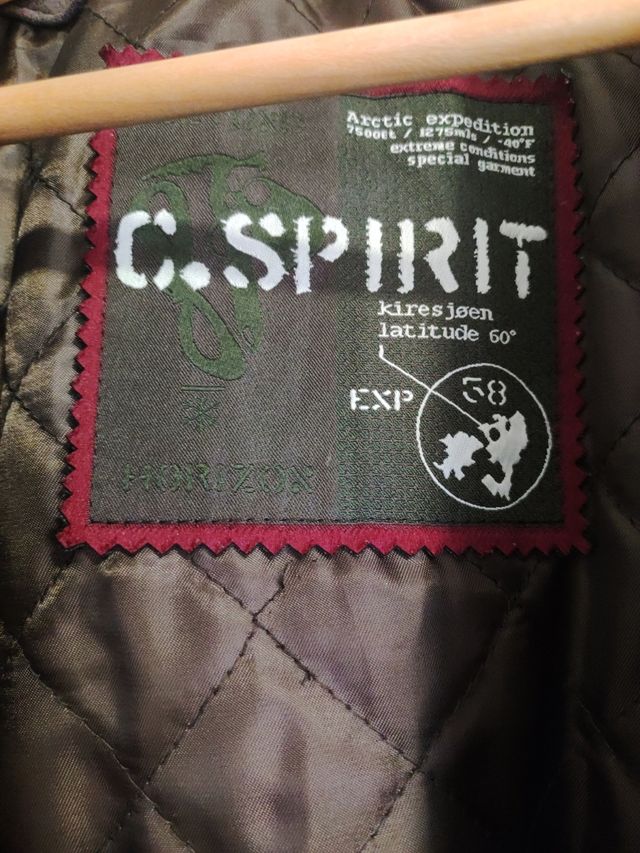 Arctic expedition
7500ft / 1275mls / -40°F
extreme conditions
special garment
C.SPIRIT
kiresjøen
latitude 60°
EXP 58
HORIZON